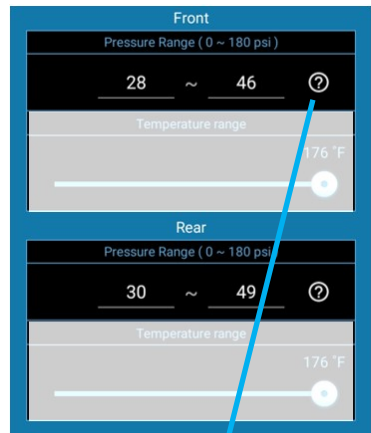 Front
Pressure Range ( 0 ~ 180 psi )
28 ~ 46 ?
Temperature range
176 °F
Rear
Pressure Range ( 0 ~ 180 psi
30 ~ 49 ?
Temperature range
176 °F